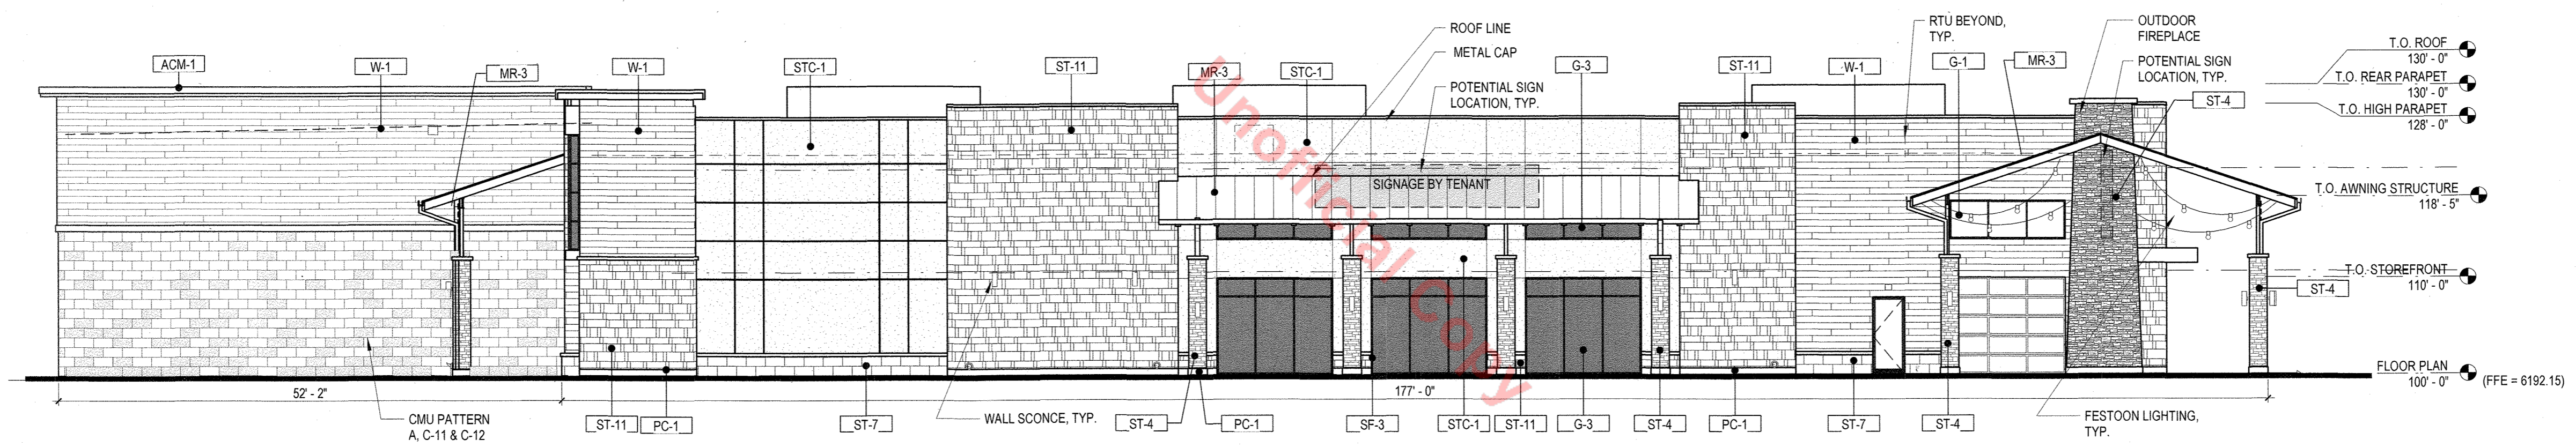 ROOF LINE
METAL CAP
POTENTIAL SIGN
LOCATION, TYP.
RTU BEYOND,
TYP.
OUTDOOR
FIREPLACE
POTENTIAL SIGN
LOCATION, TYP.
ACM-1
W-1
MR-3
W-1
STC-1
ST-11
MR-3
STC-1
G-3
ST-11
W-1
G-1
MR-3
ST-4
T.O. ROOF
130' - 0"
T.O. REAR PARAPET
130' - 0"
T.O. HIGH PARAPET
128' - 0"
SIGNAGE BY TENANT
T.O. AWNING STRUCTURE
118' - 5"
T.O. STOREFRONT
110' - 0"
ST-4
FLOOR PLAN
100' - 0"
(FFE = 6192.15)
Unofficial Copy
52' - 2"
177' - 0"
CMU PATTERN
A, C-11 & C-12
ST-11
PC-1
ST-7
WALL SCONCE, TYP.
ST-4
PC-1
SF-3
STC-1
ST-11
G-3
ST-4
PC-1
ST-7
ST-4
FESTOON LIGHTING,
TYP.